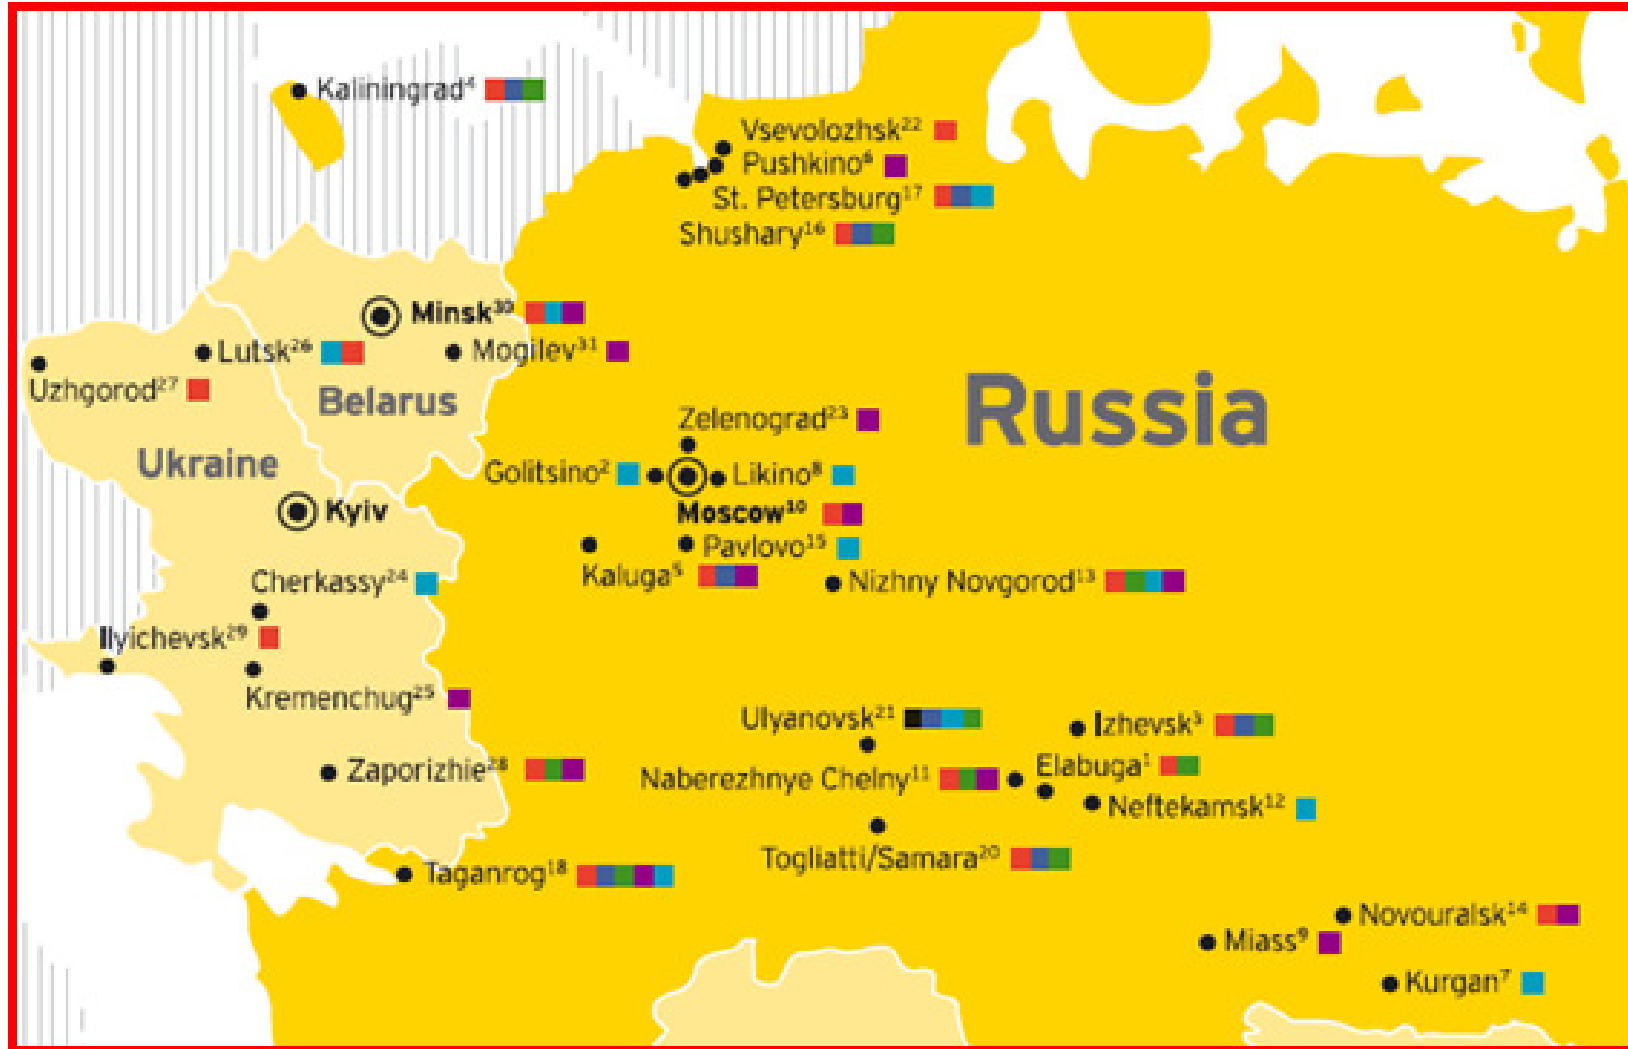 Kaliningrad⁴
Vsevolozhsk²²
Pushkino⁶
St. Petersburg¹⁷
Shushary¹⁶
Minsk³⁰
Lutsk²⁶
Mogilev³¹
Uzhgorod²⁷
Belarus
Russia
Zelenograd²³
Ukraine
Golitsino²
Likino⁸
Kyiv
Moscow¹⁰
Pavlovo¹⁵
Kaluga⁵
Cherkassy²⁴
Nizhny Novgorod¹³
Ilyichevsk²⁹
Kremenchug²⁵
Ulyanovsk²¹
Izhevsk³
Zaporizhie²⁸
Naberezhnye Chelny¹¹
Elabuga¹
Neftekamsk¹²
Togliatti/Samara²⁰
Taganrog¹⁸
Novouralsk¹⁴
Miass⁹
Kurgan⁷